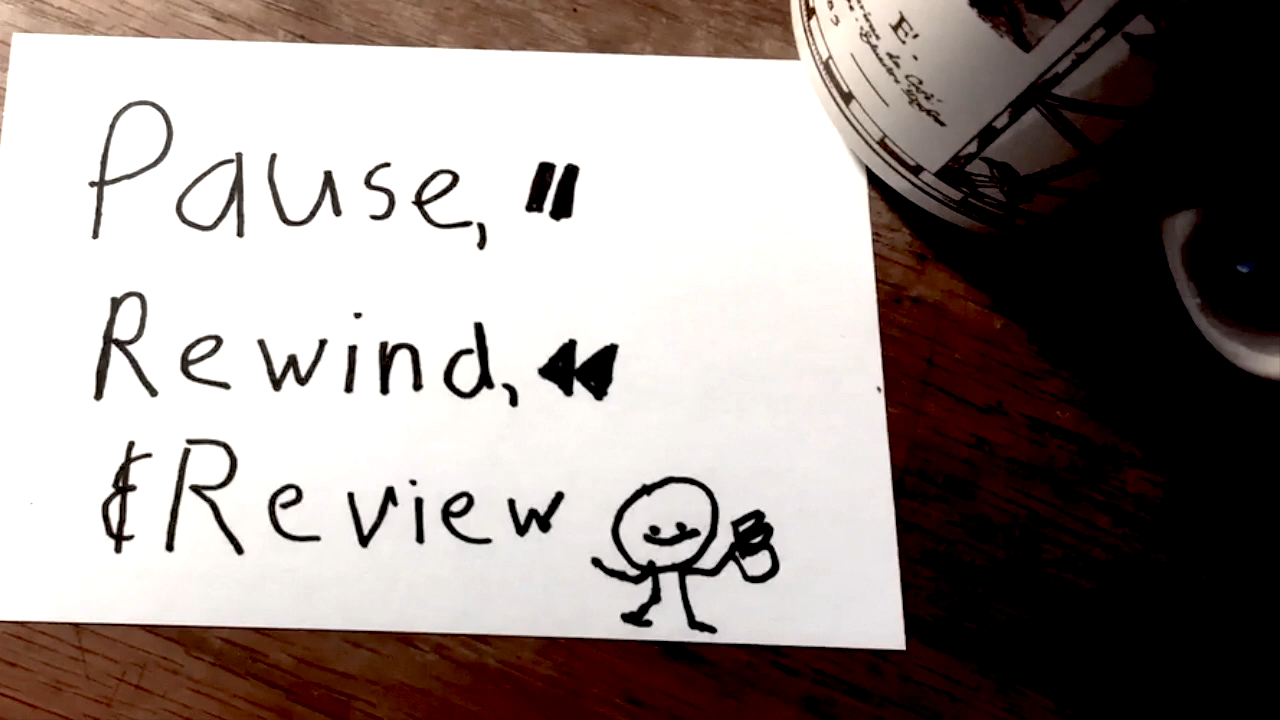 Pause, ⏸
Rewind, ⏪
& Review
E'.